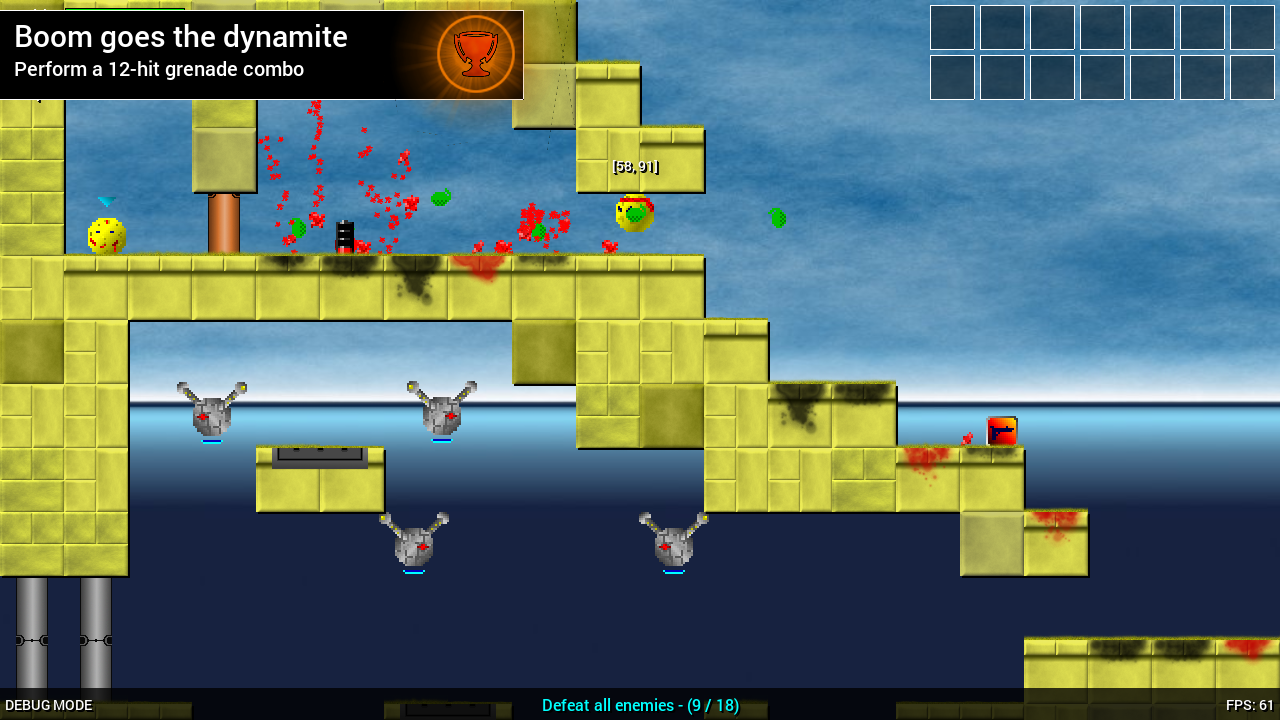 Boom goes the dynamite
Perform a 12-hit grenade combo
[58,91]
DEBUG MODE
Defeat all enemies - (9 / 18)
FPS: 61